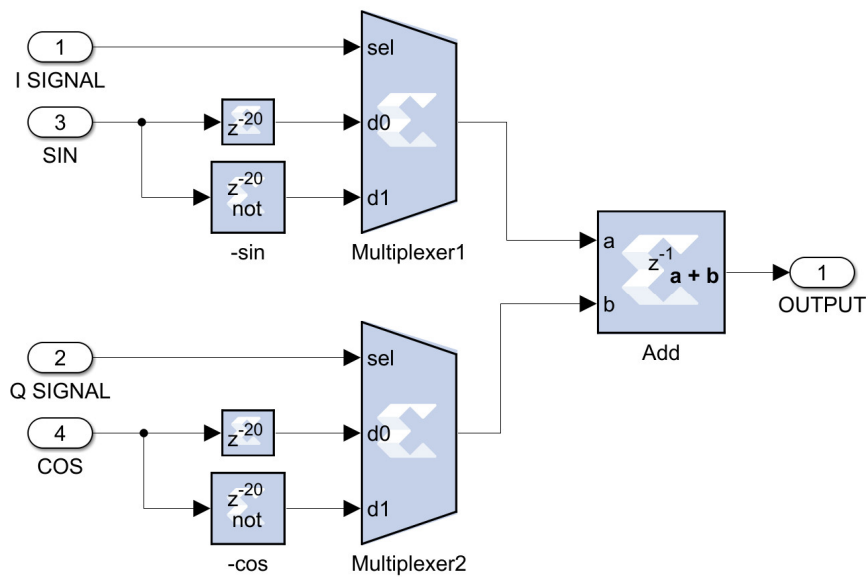 1
I SIGNAL
sel
3
SIN
z-20
d0
z-20
not
d1
-sin
Multiplexer1
a
z-1
a + b
b
Add
1
OUTPUT
2
Q SIGNAL
sel
4
COS
z-20
d0
z-20
not
d1
-cos
Multiplexer2